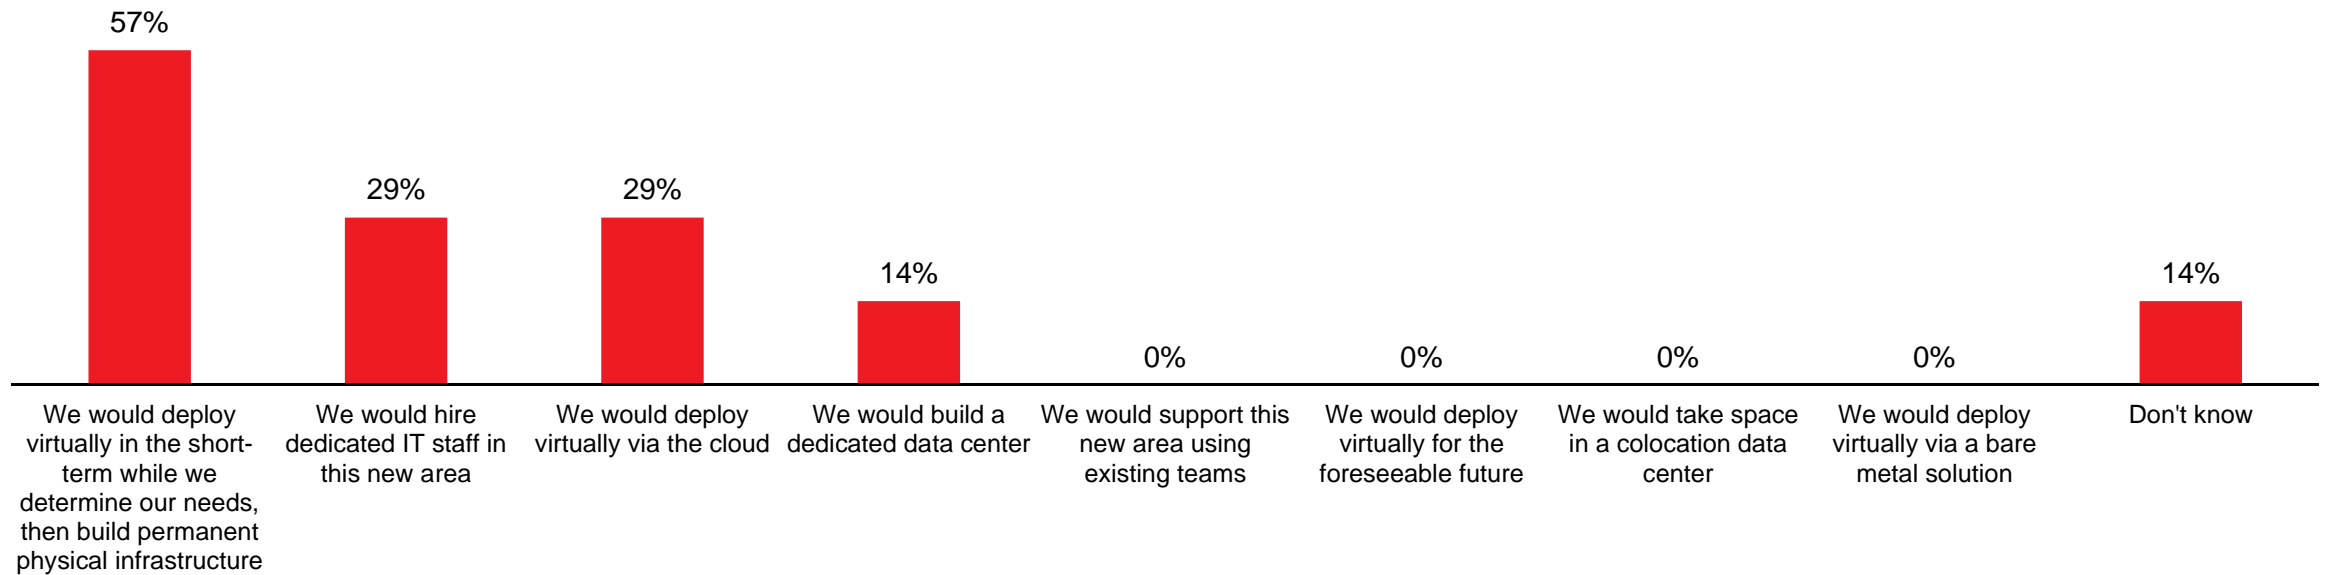 57%
29%
29%
14%
0%
0%
0%
0%
14%
We would deploy
virtually in the short-
term while we
determine our needs,
then build permanent
physical infrastructure
We would hire
dedicated IT staff in
this new area
We would deploy
virtually via the cloud
We would build a
dedicated data center
We would support this
new area using
existing teams
We would deploy
virtually for the
foreseeable future
We would take space
in a colocation data
center
We would deploy
virtually via a bare
metal solution
Don't know